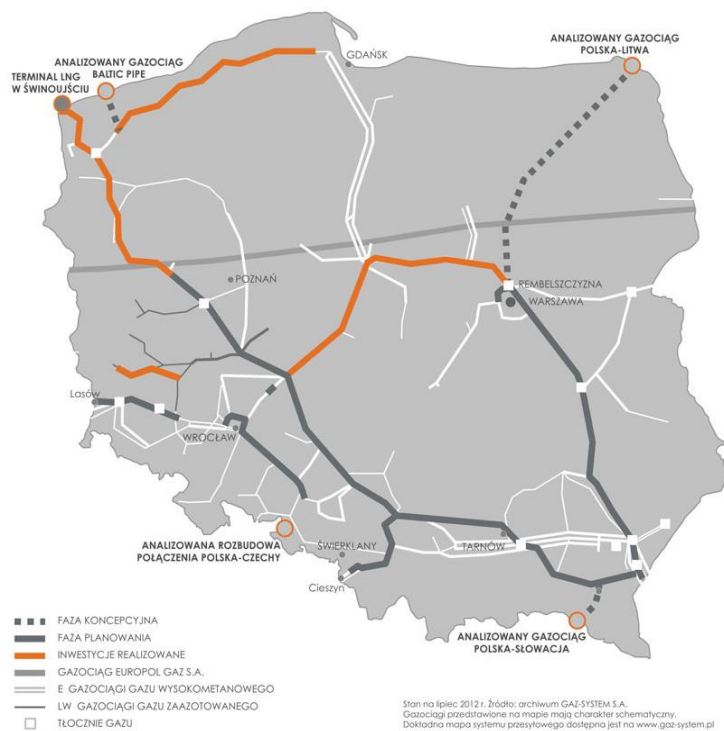 ANALIZOWANY GAZOCIĄG
POLSKA-LITWA
GDAŃSK
ANALIZOWANY GAZOCIĄG
BALTIC PIPE
TERMINAL LNG
W ŚWINOUJŚCIU
POZNAŃ
REMBELSZCZYZNA
WARSZAWA
Lasów
WROCŁAW
ANALIZOWANA ROZBUDOWA
POŁĄCZENIA POLSKA-CZECHY
ŚWIERKLANY
TARNÓW
Cieszyn
ANALIZOWANY GAZOCIĄG
POLSKA-SŁOWACJA
FAZA KONCEPCYJNA
FAZA PLANOWANIA
INWESTYCJE REALIZOWANE
GAZOCIĄG EUROPOL GAZ S.A.
E GAZOCIĄGI GAZU WYSOKOMETANOWEGO
LW GAZOCIĄGI GAZU ZAAZOTOWANEGO
TŁOCZNIE GAZU
Stan na lipiec 2012 r. Źródło: archiwum GAZ-SYSTEM S.A.
Gazociągi przedstawione na mapie mają charakter schematyczny.
Dokładna mapa systemu przesyłowego dostępna jest na www.gaz-system.pl